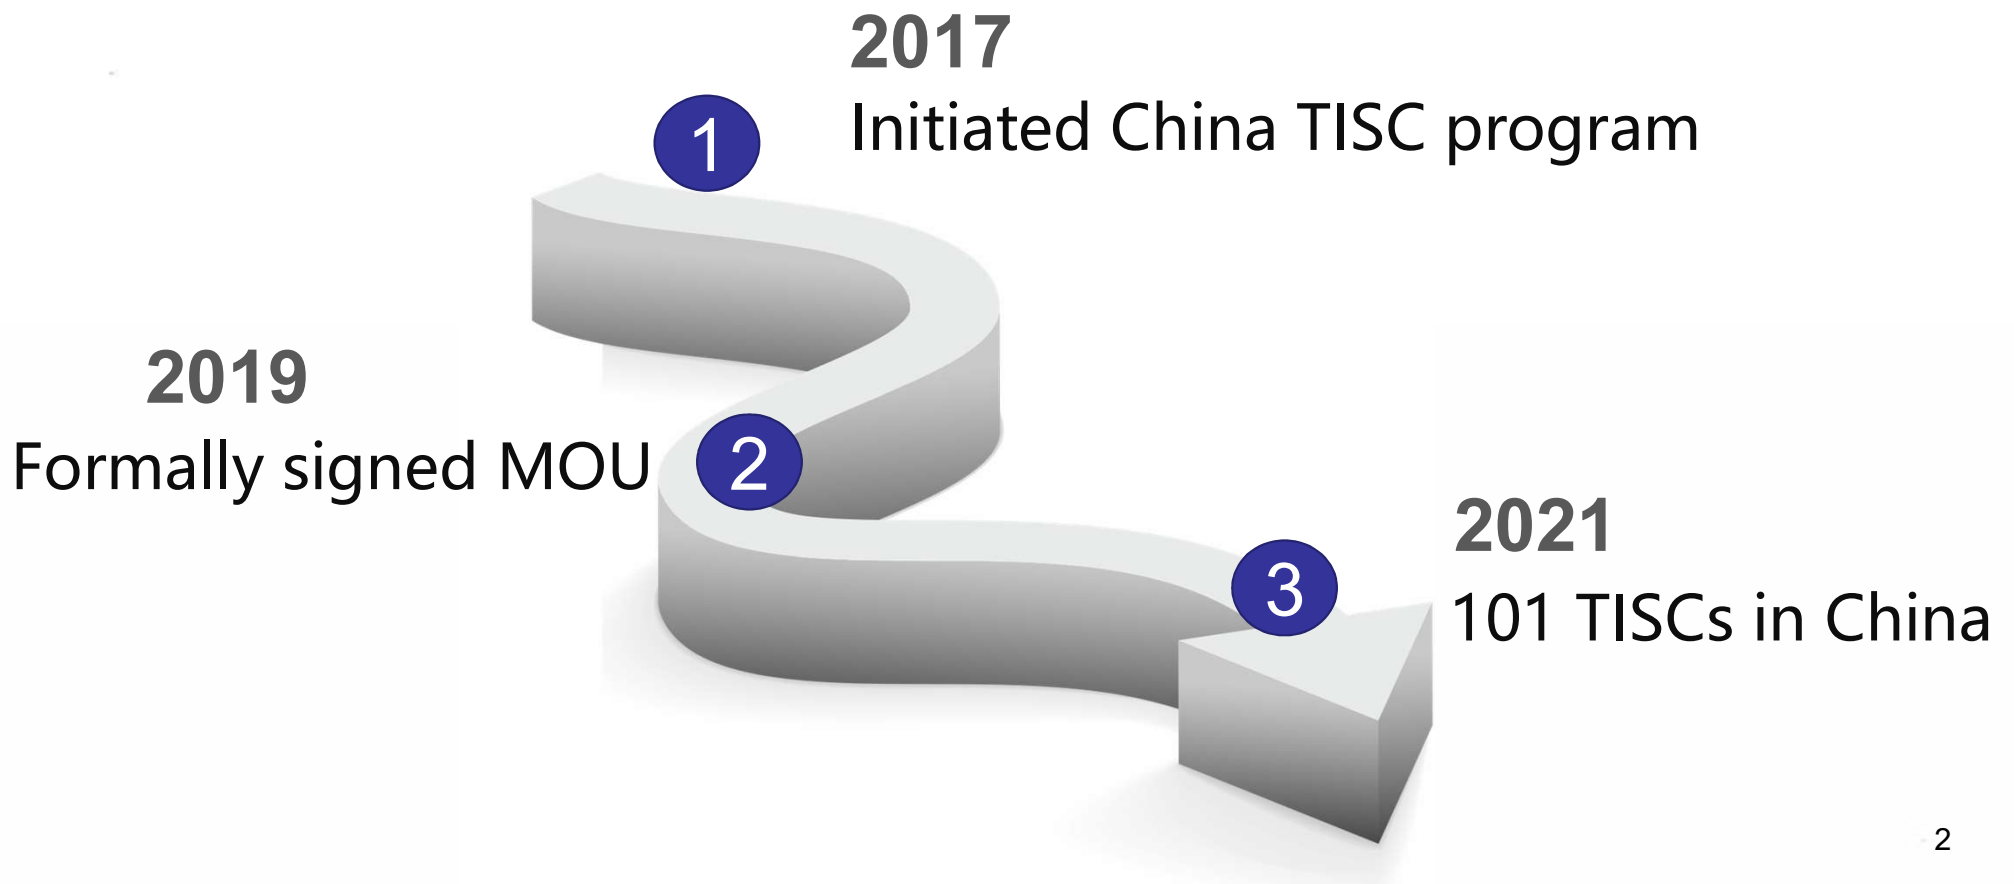 2017
Initiated China TISC program
1
2019
Formally signed MOU
2
2021
101 TISCs in China
3
2